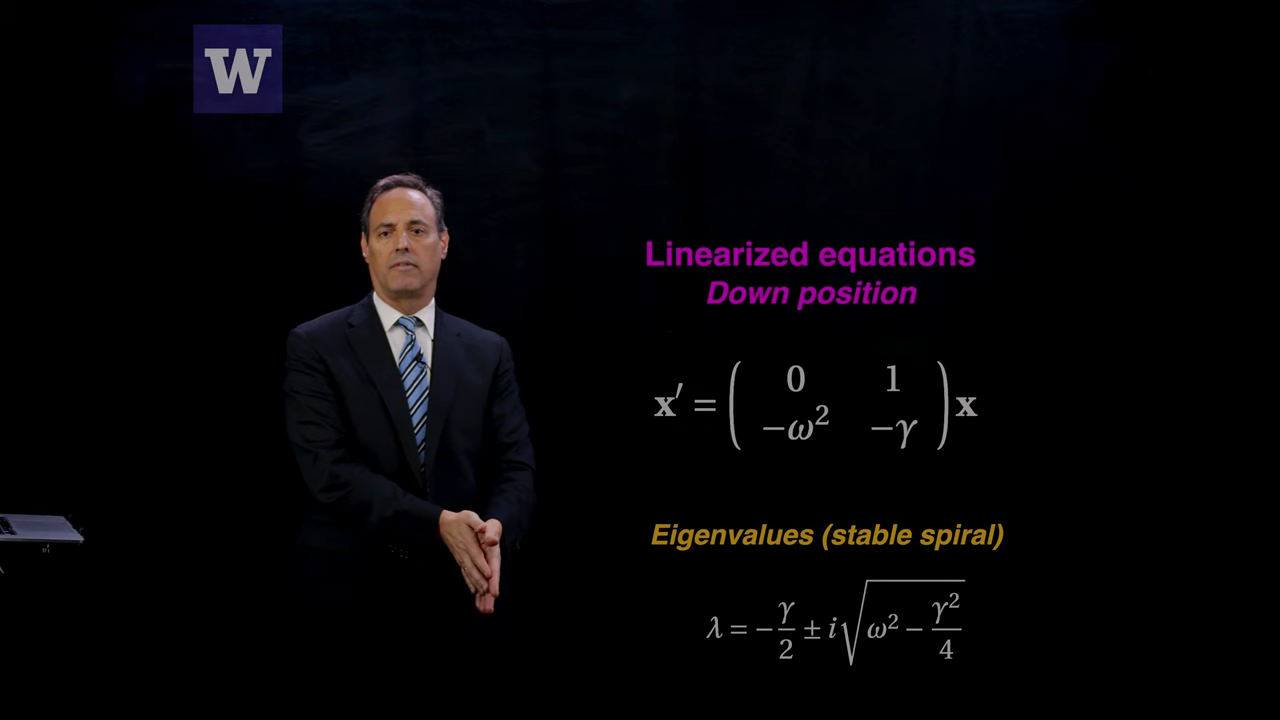 W
Linearized equations
Down position
x′ = ( 0 1
−ω² −γ ) x
Eigenvalues (stable spiral)
λ = −γ/2 ± i√(ω² − γ²/4)